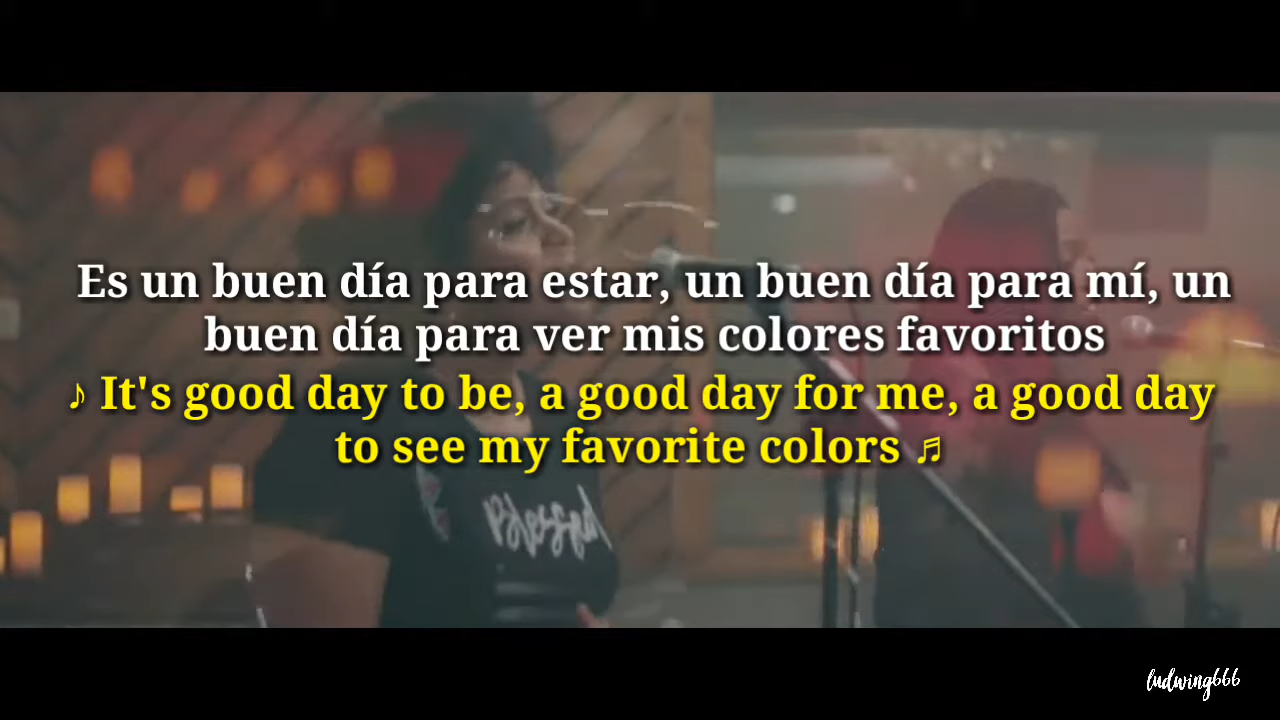 Es un buen día para estar, un buen día para mí, un
buen día para ver mis colores favoritos
♪ It's good day to be, a good day for me, a good day
to see my favorite colors ♬
Blessed
ludwing666